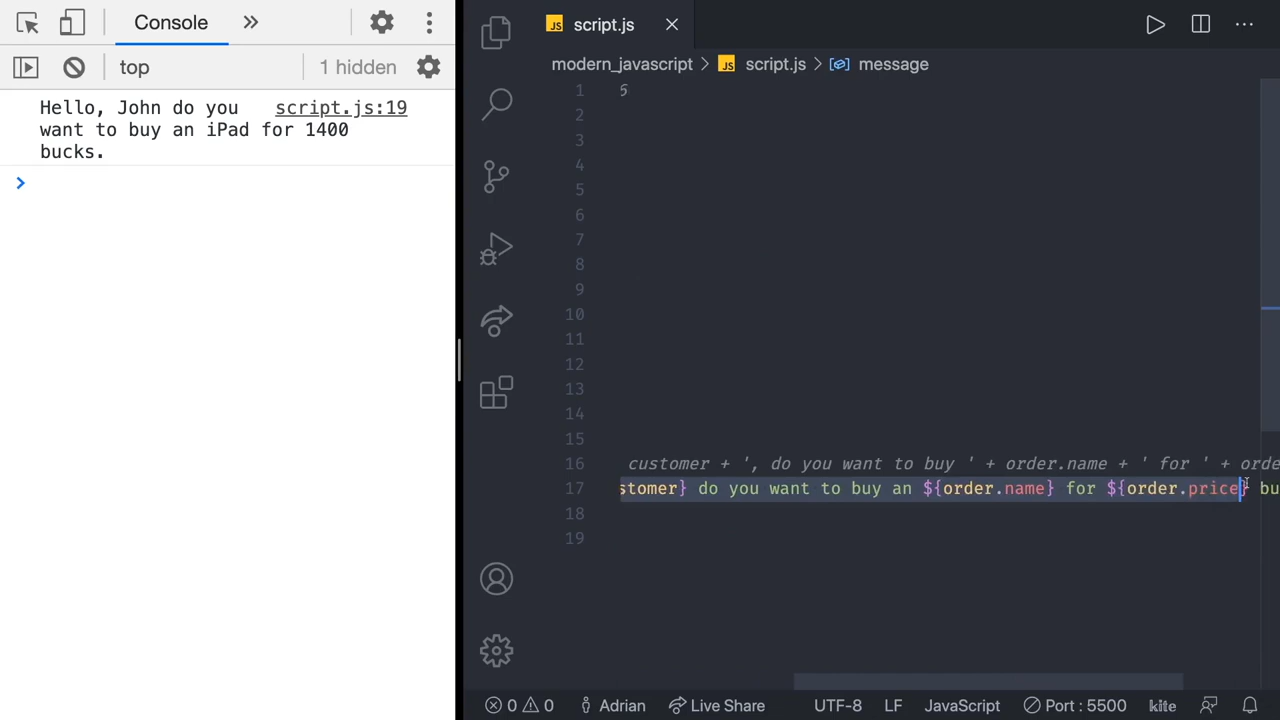 Console
top
1 hidden
Hello, John do you script.js:19
want to buy an iPad for 1400
bucks.
JS script.js
modern_javascript > JS script.js > message
1
2
3
4
5
6
7
8
9
10
11
12
13
14
15
16 customer + ', do you want to buy ' + order.name + ' for ' + orde
17 stomer} do you want to buy an ${order.name} for ${order.price} bu
18
19
0 0 Adrian Live Share UTF-8 LF JavaScript Port : 5500 kite